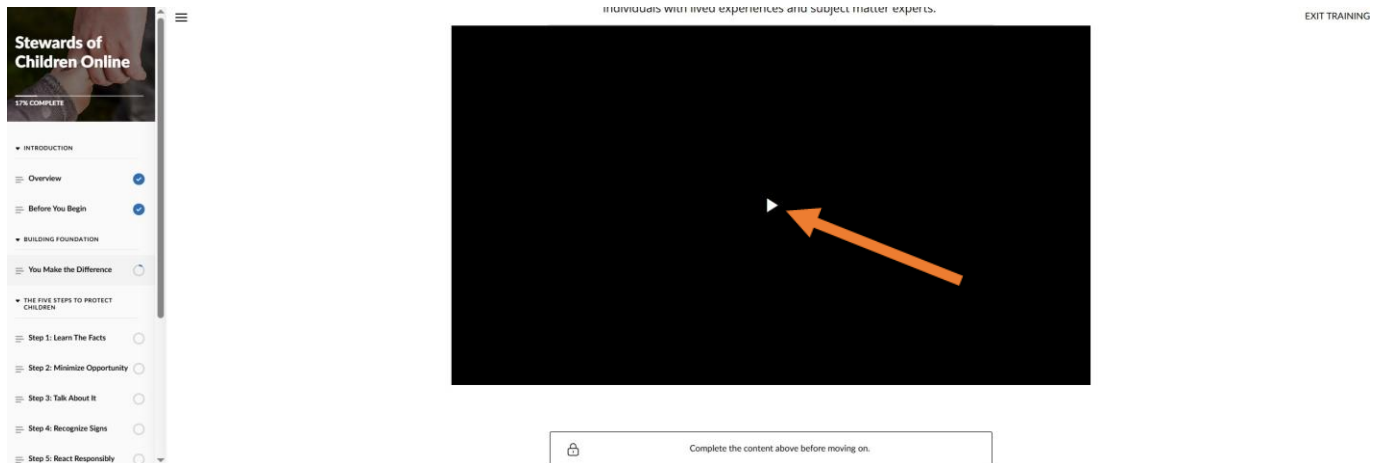 individuals with lived experiences and subject matter experts.
EXIT TRAINING
Stewards of
Children Online
17% COMPLETE
INTRODUCTION
Overview
Before You Begin
BUILDING FOUNDATION
You Make the Difference
THE FIVE STEPS TO PROTECT
CHILDREN
Step 1: Learn The Facts
Step 2: Minimize Opportunity
Step 3: Talk About It
Step 4: Recognize Signs
Step 5: React Responsibly
Complete the content above before moving on.